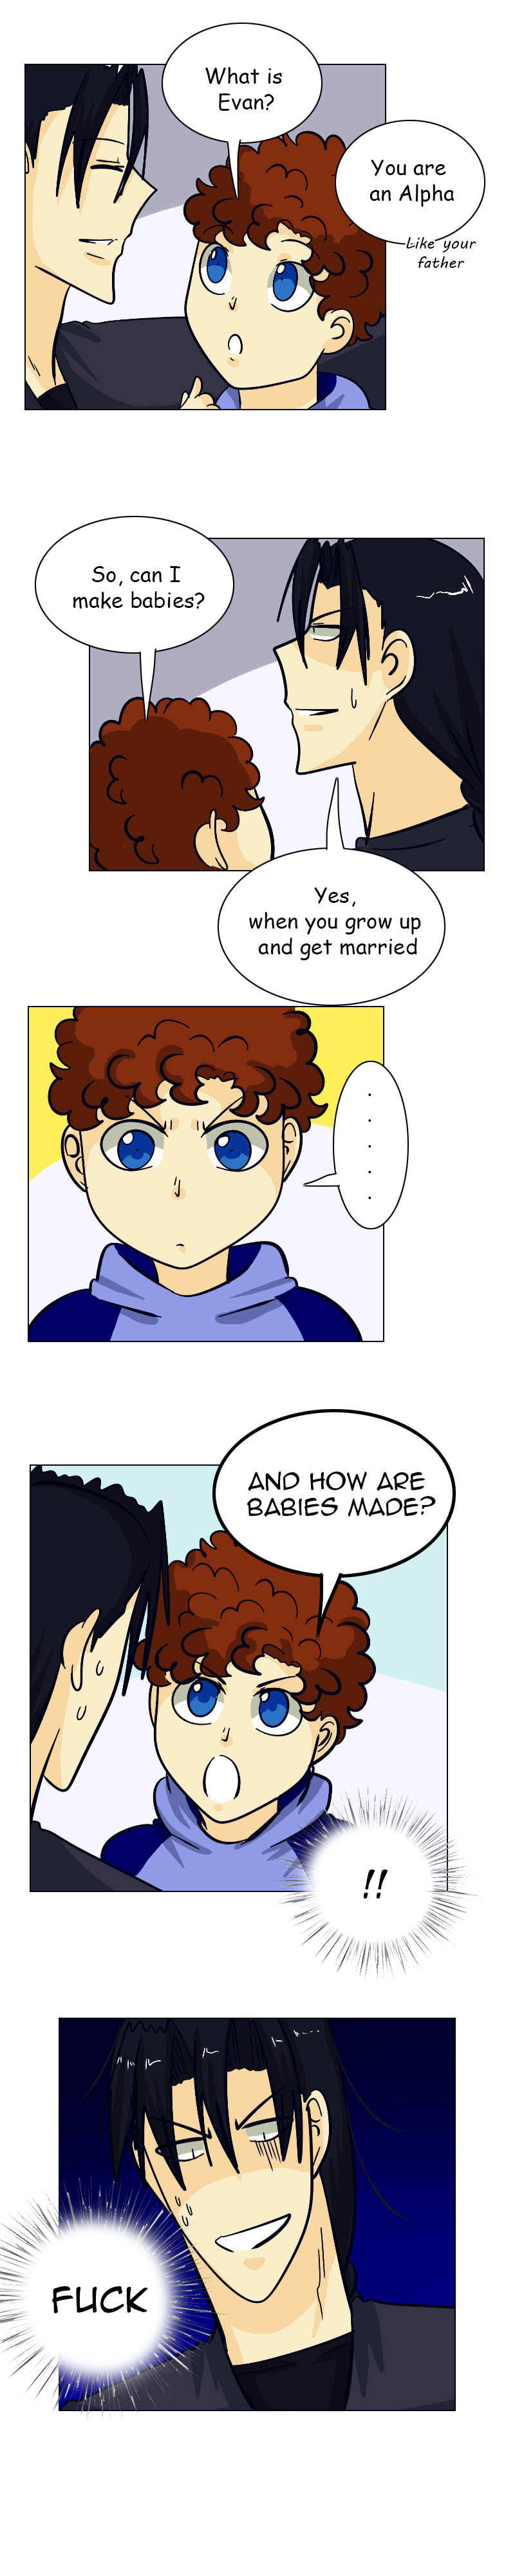 What is
Evan?
You are
an Alpha
Like your
father
So, can I
make babies?
Yes,
when you grow up
and get married
.
.
.
.
.
AND HOW ARE
BABIES MADE?
!!
FUCK